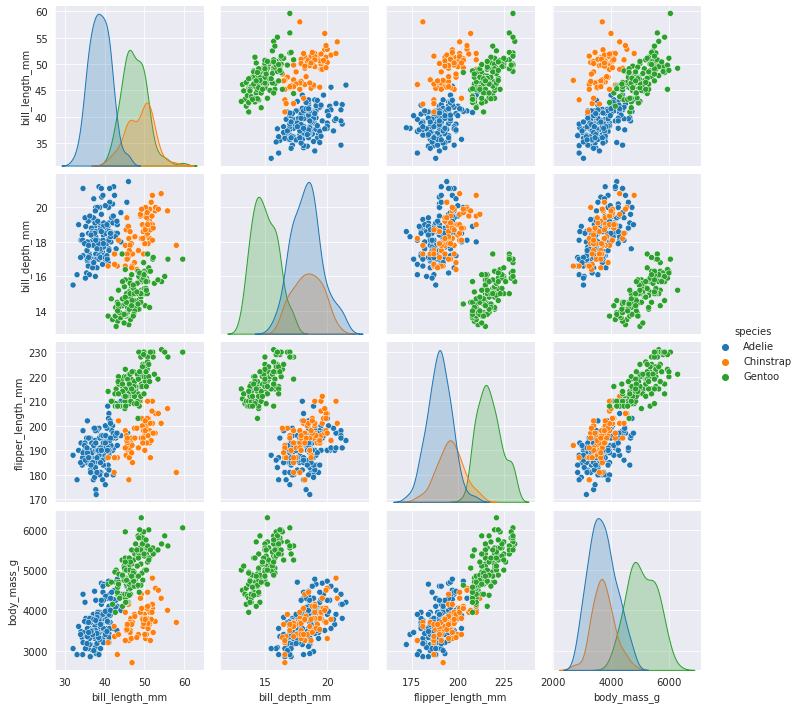 60
55
50
45
40
35
bill_length_mm
20
18
16
14
bill_depth_mm
species
Adelie
Chinstrap
Gentoo
230
220
210
200
190
180
170
flipper_length_mm
6000
5000
4000
3000
body_mass_g
30 40 50 60
15 20
175 200 225
2000 4000 6000
bill_length_mm
bill_depth_mm
flipper_length_mm
body_mass_g